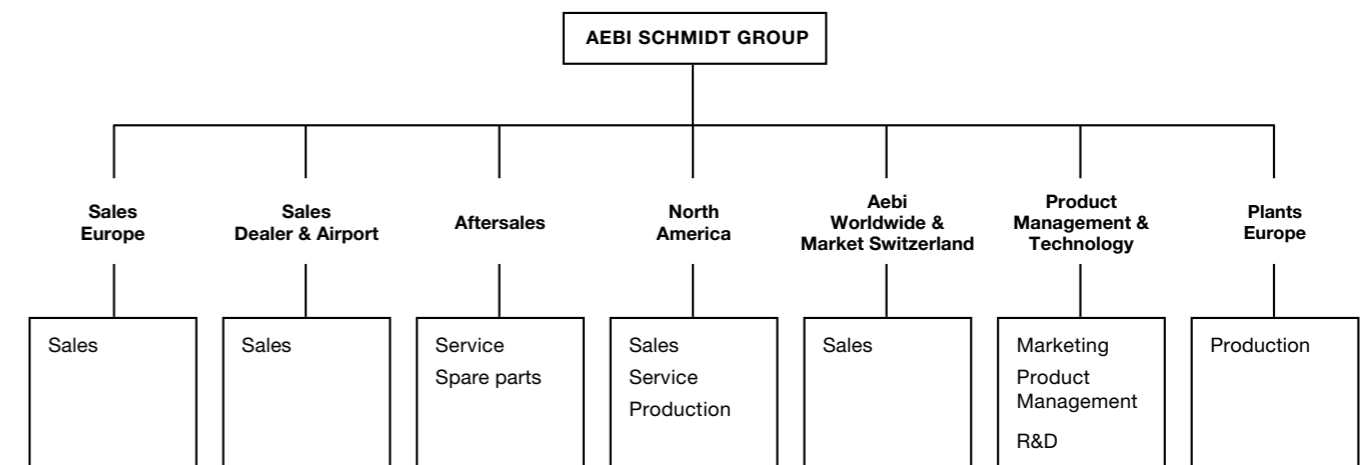 AEBI SCHMIDT GROUP
Sales
Europe
Sales
Dealer & Airport
Aftersales
North
America
Aebi
Worldwide &
Market Switzerland
Product
Management &
Technology
Plants
Europe
Sales
Sales
Service
Spare parts
Sales
Service
Production
Sales
Marketing
Product
Management
R&D
Production